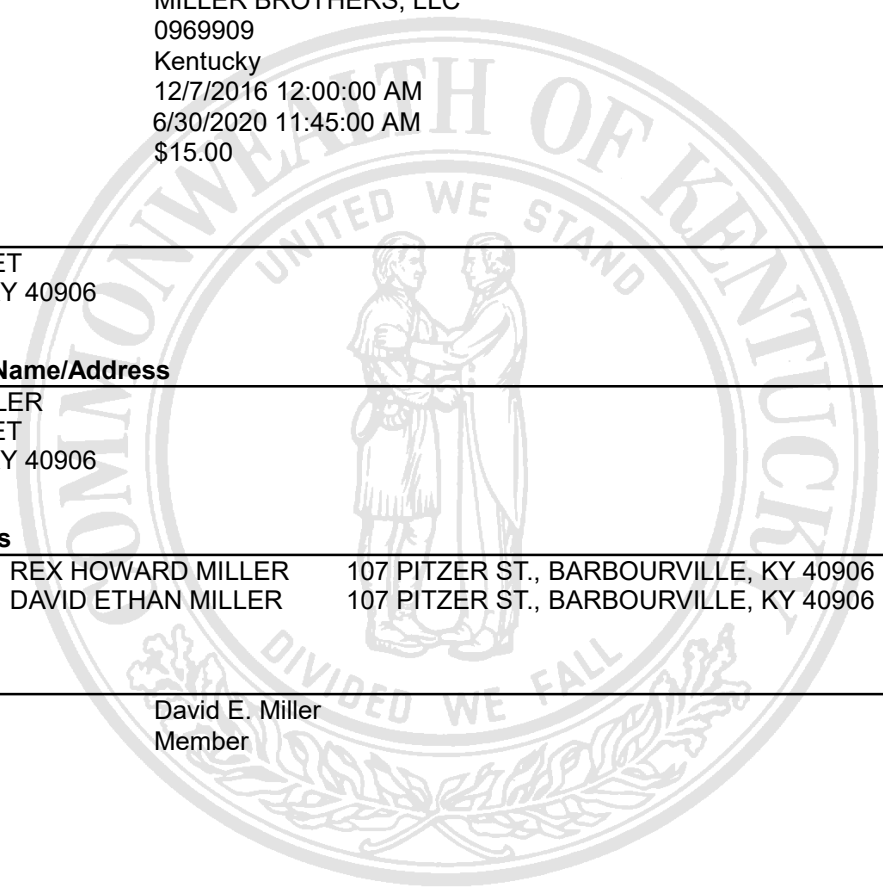 MILLER BROTHERS, LLC
0969909
Kentucky
12/7/2016 12:00:00 AM
6/30/2020 11:45:00 AM
$15.00
COMMONWEALTH OF KENTUCKY
UNITED WE STAND
ET
Y 40906
Name/Address
LER
ET
Y 40906
s
REX HOWARD MILLER 107 PITZER ST., BARBOURVILLE, KY 40906
DAVID ETHAN MILLER 107 PITZER ST., BARBOURVILLE, KY 40906
DIVIDED WE FALL
David E. Miller
Member